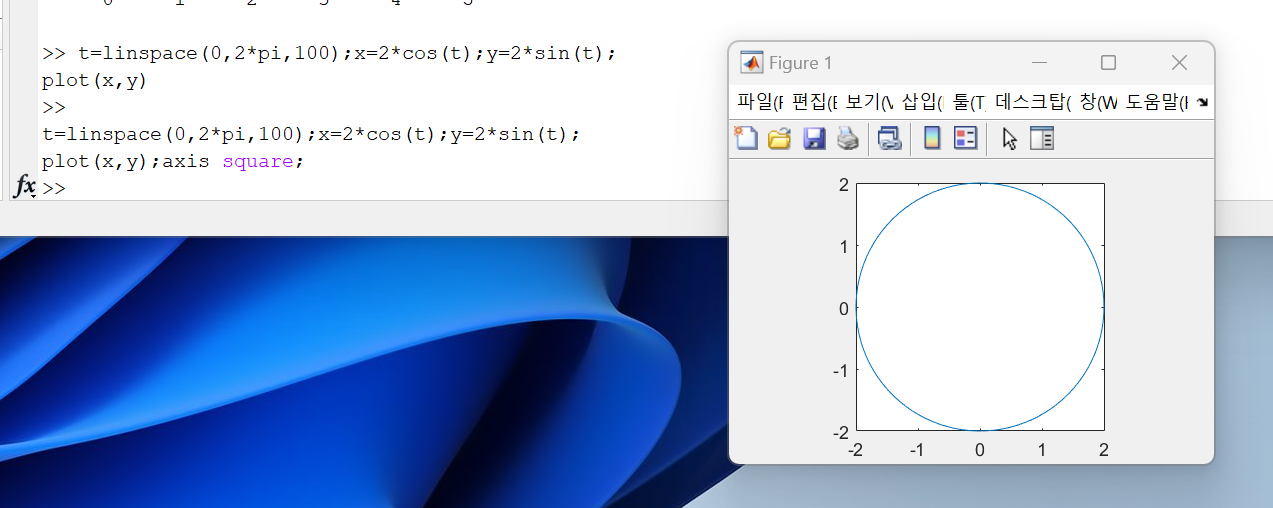 >> t=linspace(0,2*pi,100);x=2*cos(t);y=2*sin(t);
plot(x,y)
>>
t=linspace(0,2*pi,100);x=2*cos(t);y=2*sin(t);
plot(x,y);axis square;
fx >>
Figure 1
파일(F 편집(E 보기(V 삽입( 툴(T 데스크탑( 창(W 도움말(
2
1
0
-1
-2
-2 -1 0 1 2